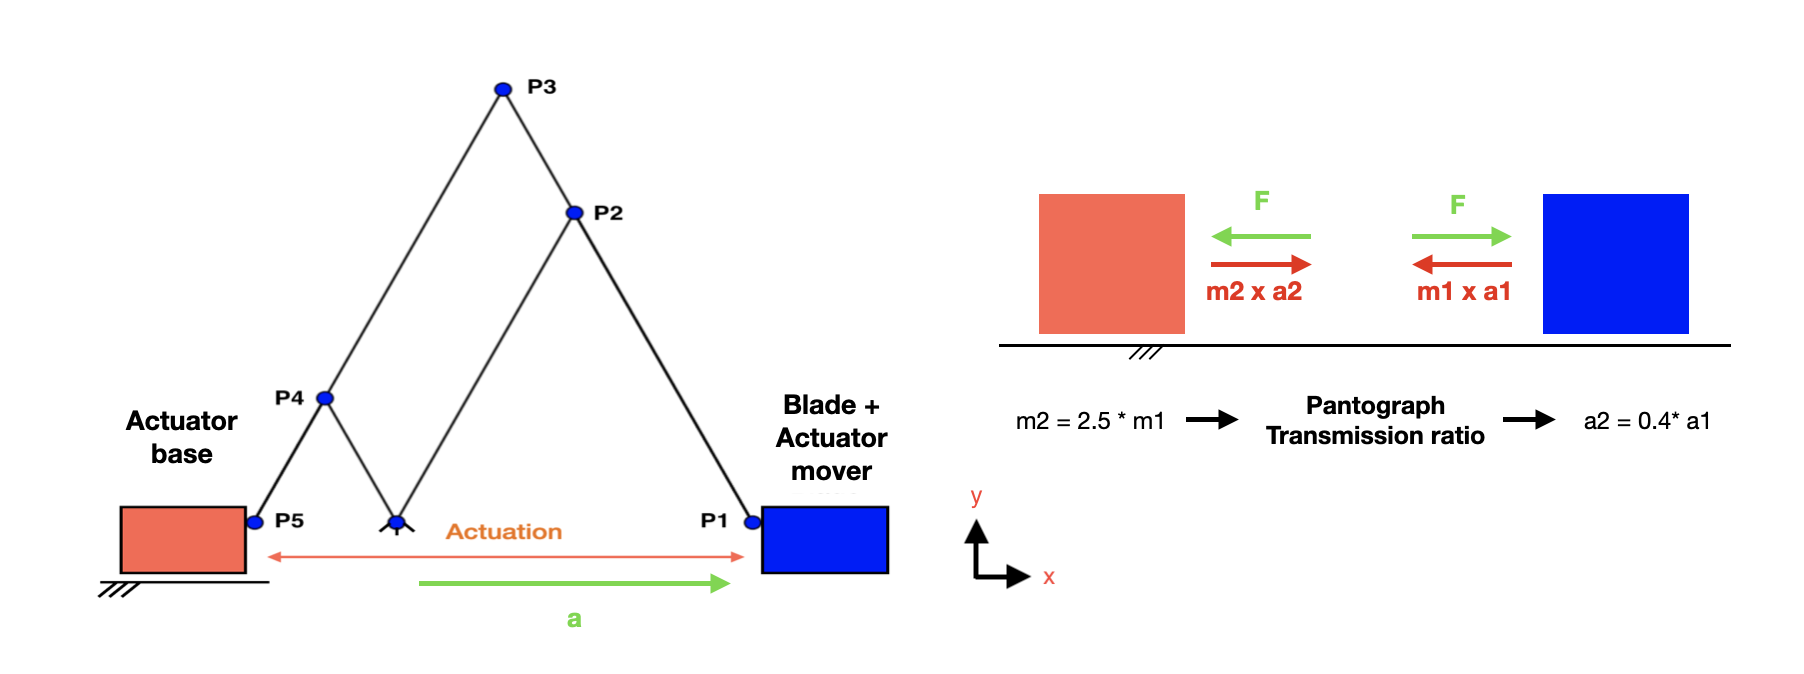 P3
P2
P4
Actuator
base
P5
P1
Actuation
a
Blade +
Actuator
mover
F
F
m2 x a2
m1 x a1
m2 = 2.5 * m1
Pantograph
Transmission ratio
a2 = 0.4* a1
y
x